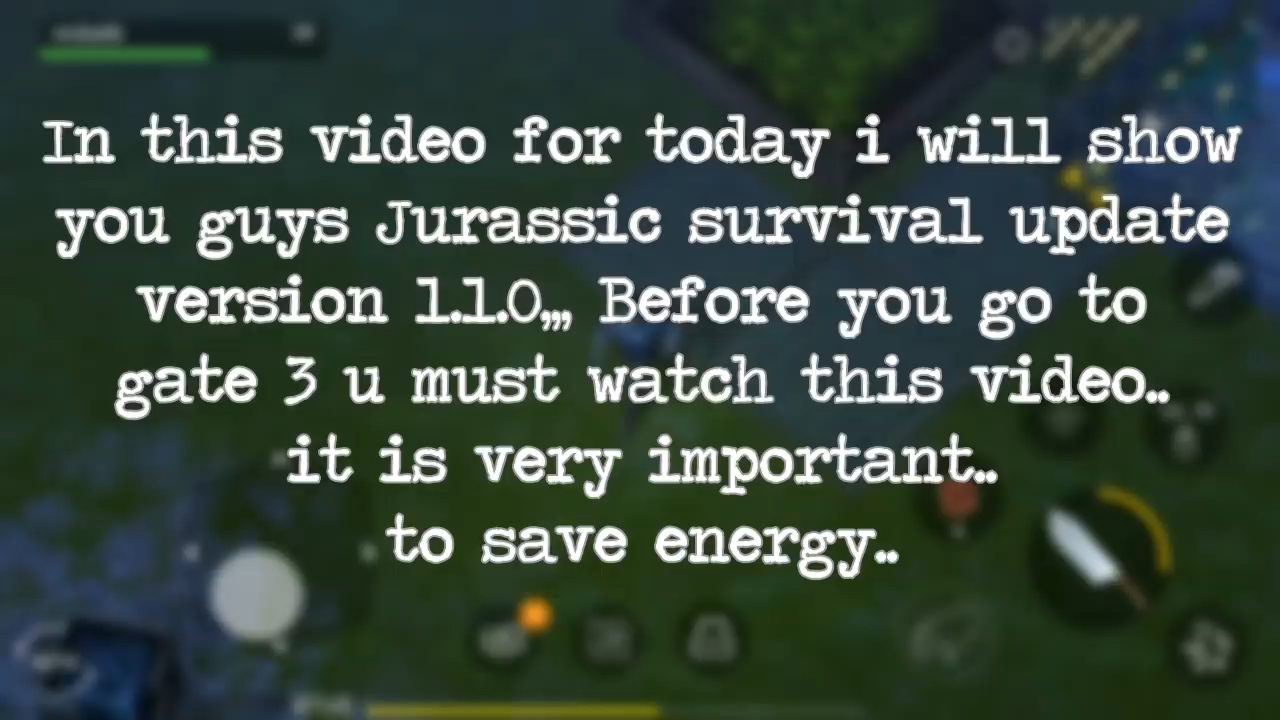 In this video for today i will show
you guys Jurassic survival update
version 1.1.0,,, Before you go to
gate 3 u must watch this video..
it is very important..
to save energy..